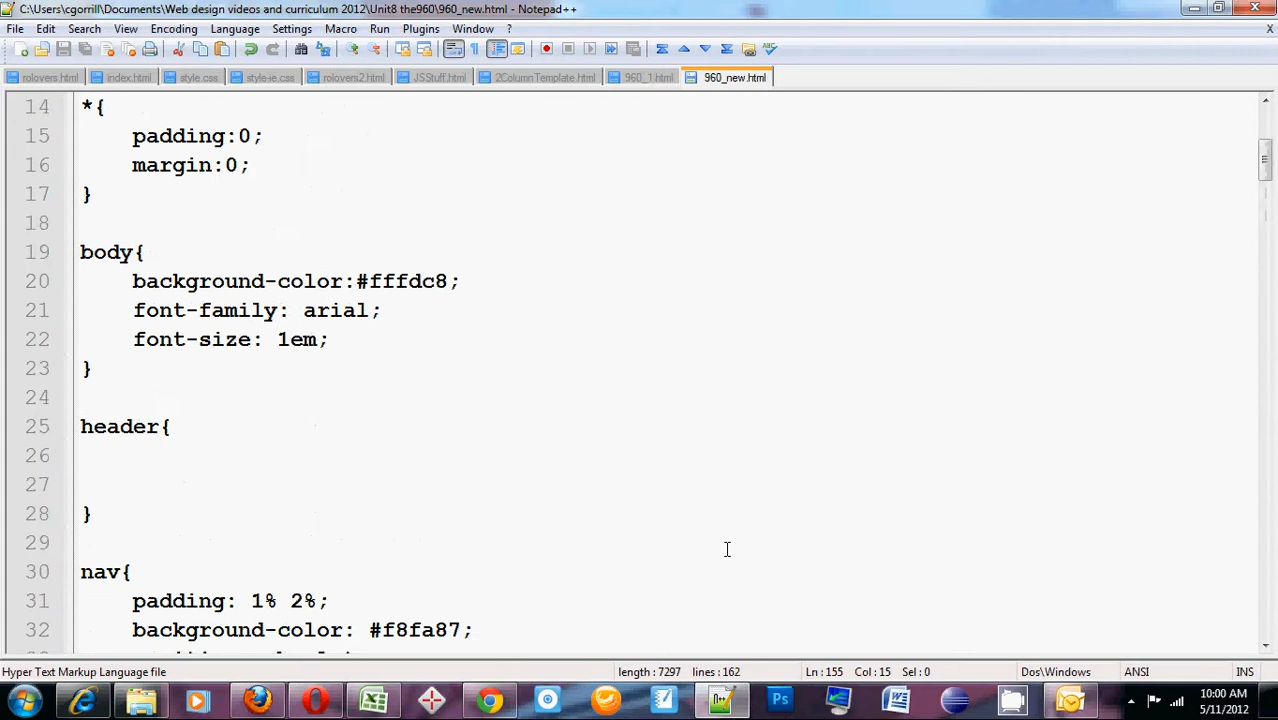 C:\Users\cgorrill\Documents\Web design videos and curriculum 2012\Unit8 the960\960_new.html - Notepad++
File Edit Search View Encoding Language Settings Macro Run Plugins Window ? X
rolovers.html index.html style.css style-ie.css rolovers2.html JSStuff.html 2ColumnTemplate.html 960_1.html 960_new.html
14 *{
15 padding:0;
16 margin:0;
17 }
18
19 body{
20 background-color:#fffdc8;
21 font-family: arial;
22 font-size: 1em;
23 }
24
25 header{
26
27
28 }
29
30 nav{
31 padding: 1% 2%;
32 background-color: #f8fa87;
Hyper Text Markup Language file length : 7297 lines : 162 Ln : 155 Col : 15 Sel : 0 Dos\Windows ANSI INS
Ps
10:00 AM
5/11/2012